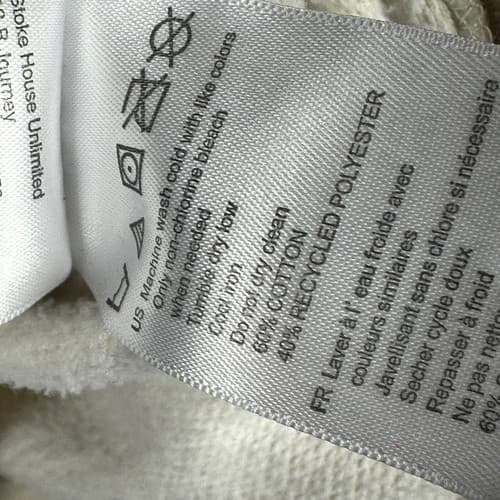 Stoke House Unlimited
& R Journey
US Machine wash cold with like colors
Only non-chlorine bleach
when needed
Tumble dry low
Cool iron
Do not dry clean
60% COTTON
40% RECYCLED POLYESTER
FR Laver à l' eau froide avec
couleurs similaires
Javellisant sans chlore si nécessaire
Secher cycle doux
Repasser à froid
Ne pas nett
60%